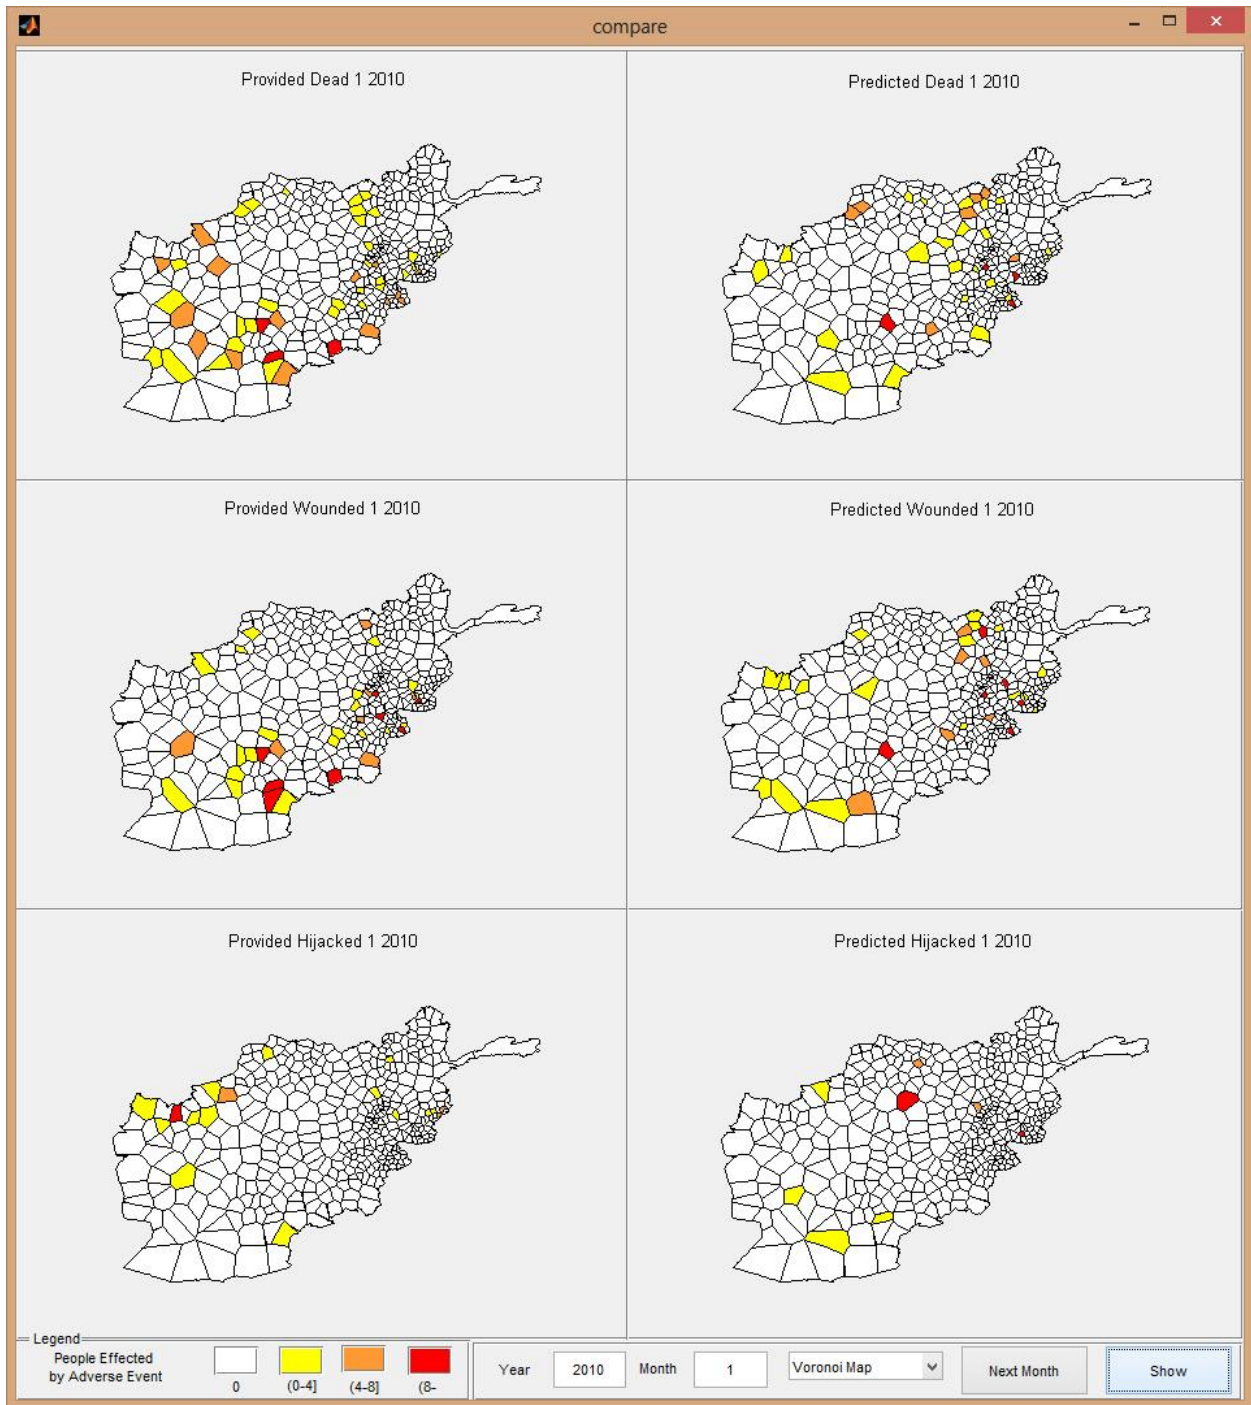 compare
Provided Dead 1 2010
Predicted Dead 1 2010
Provided Wounded 1 2010
Predicted Wounded 1 2010
Provided Hijacked 1 2010
Predicted Hijacked 1 2010
Legend
People Effected
by Adverse Event
0
(0-4]
(4-8]
(8-
Year
2010
Month
1
Voronoi Map
Next Month
Show